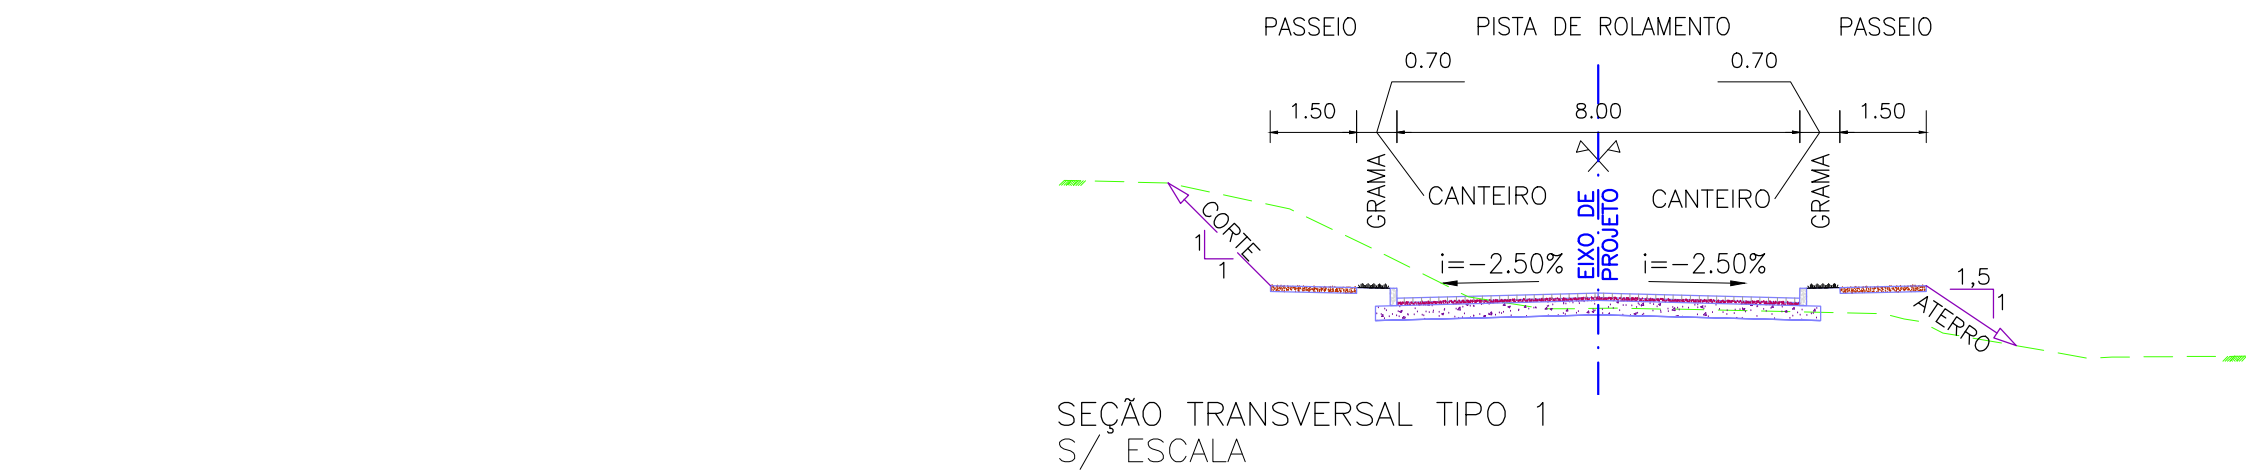 PASSEIO PISTA DE ROLAMENTO PASSEIO
0.70 0.70
1.50 8.00 1.50
GRAMA
CANTEIRO
EIXO DE
PROJETO
CANTEIRO
GRAMA
CORTE
1
1
i=-2.50% i=-2.50%
1,5
1
ATERRO
SEÇÃO TRANSVERSAL TIPO 1
S/ ESCALA